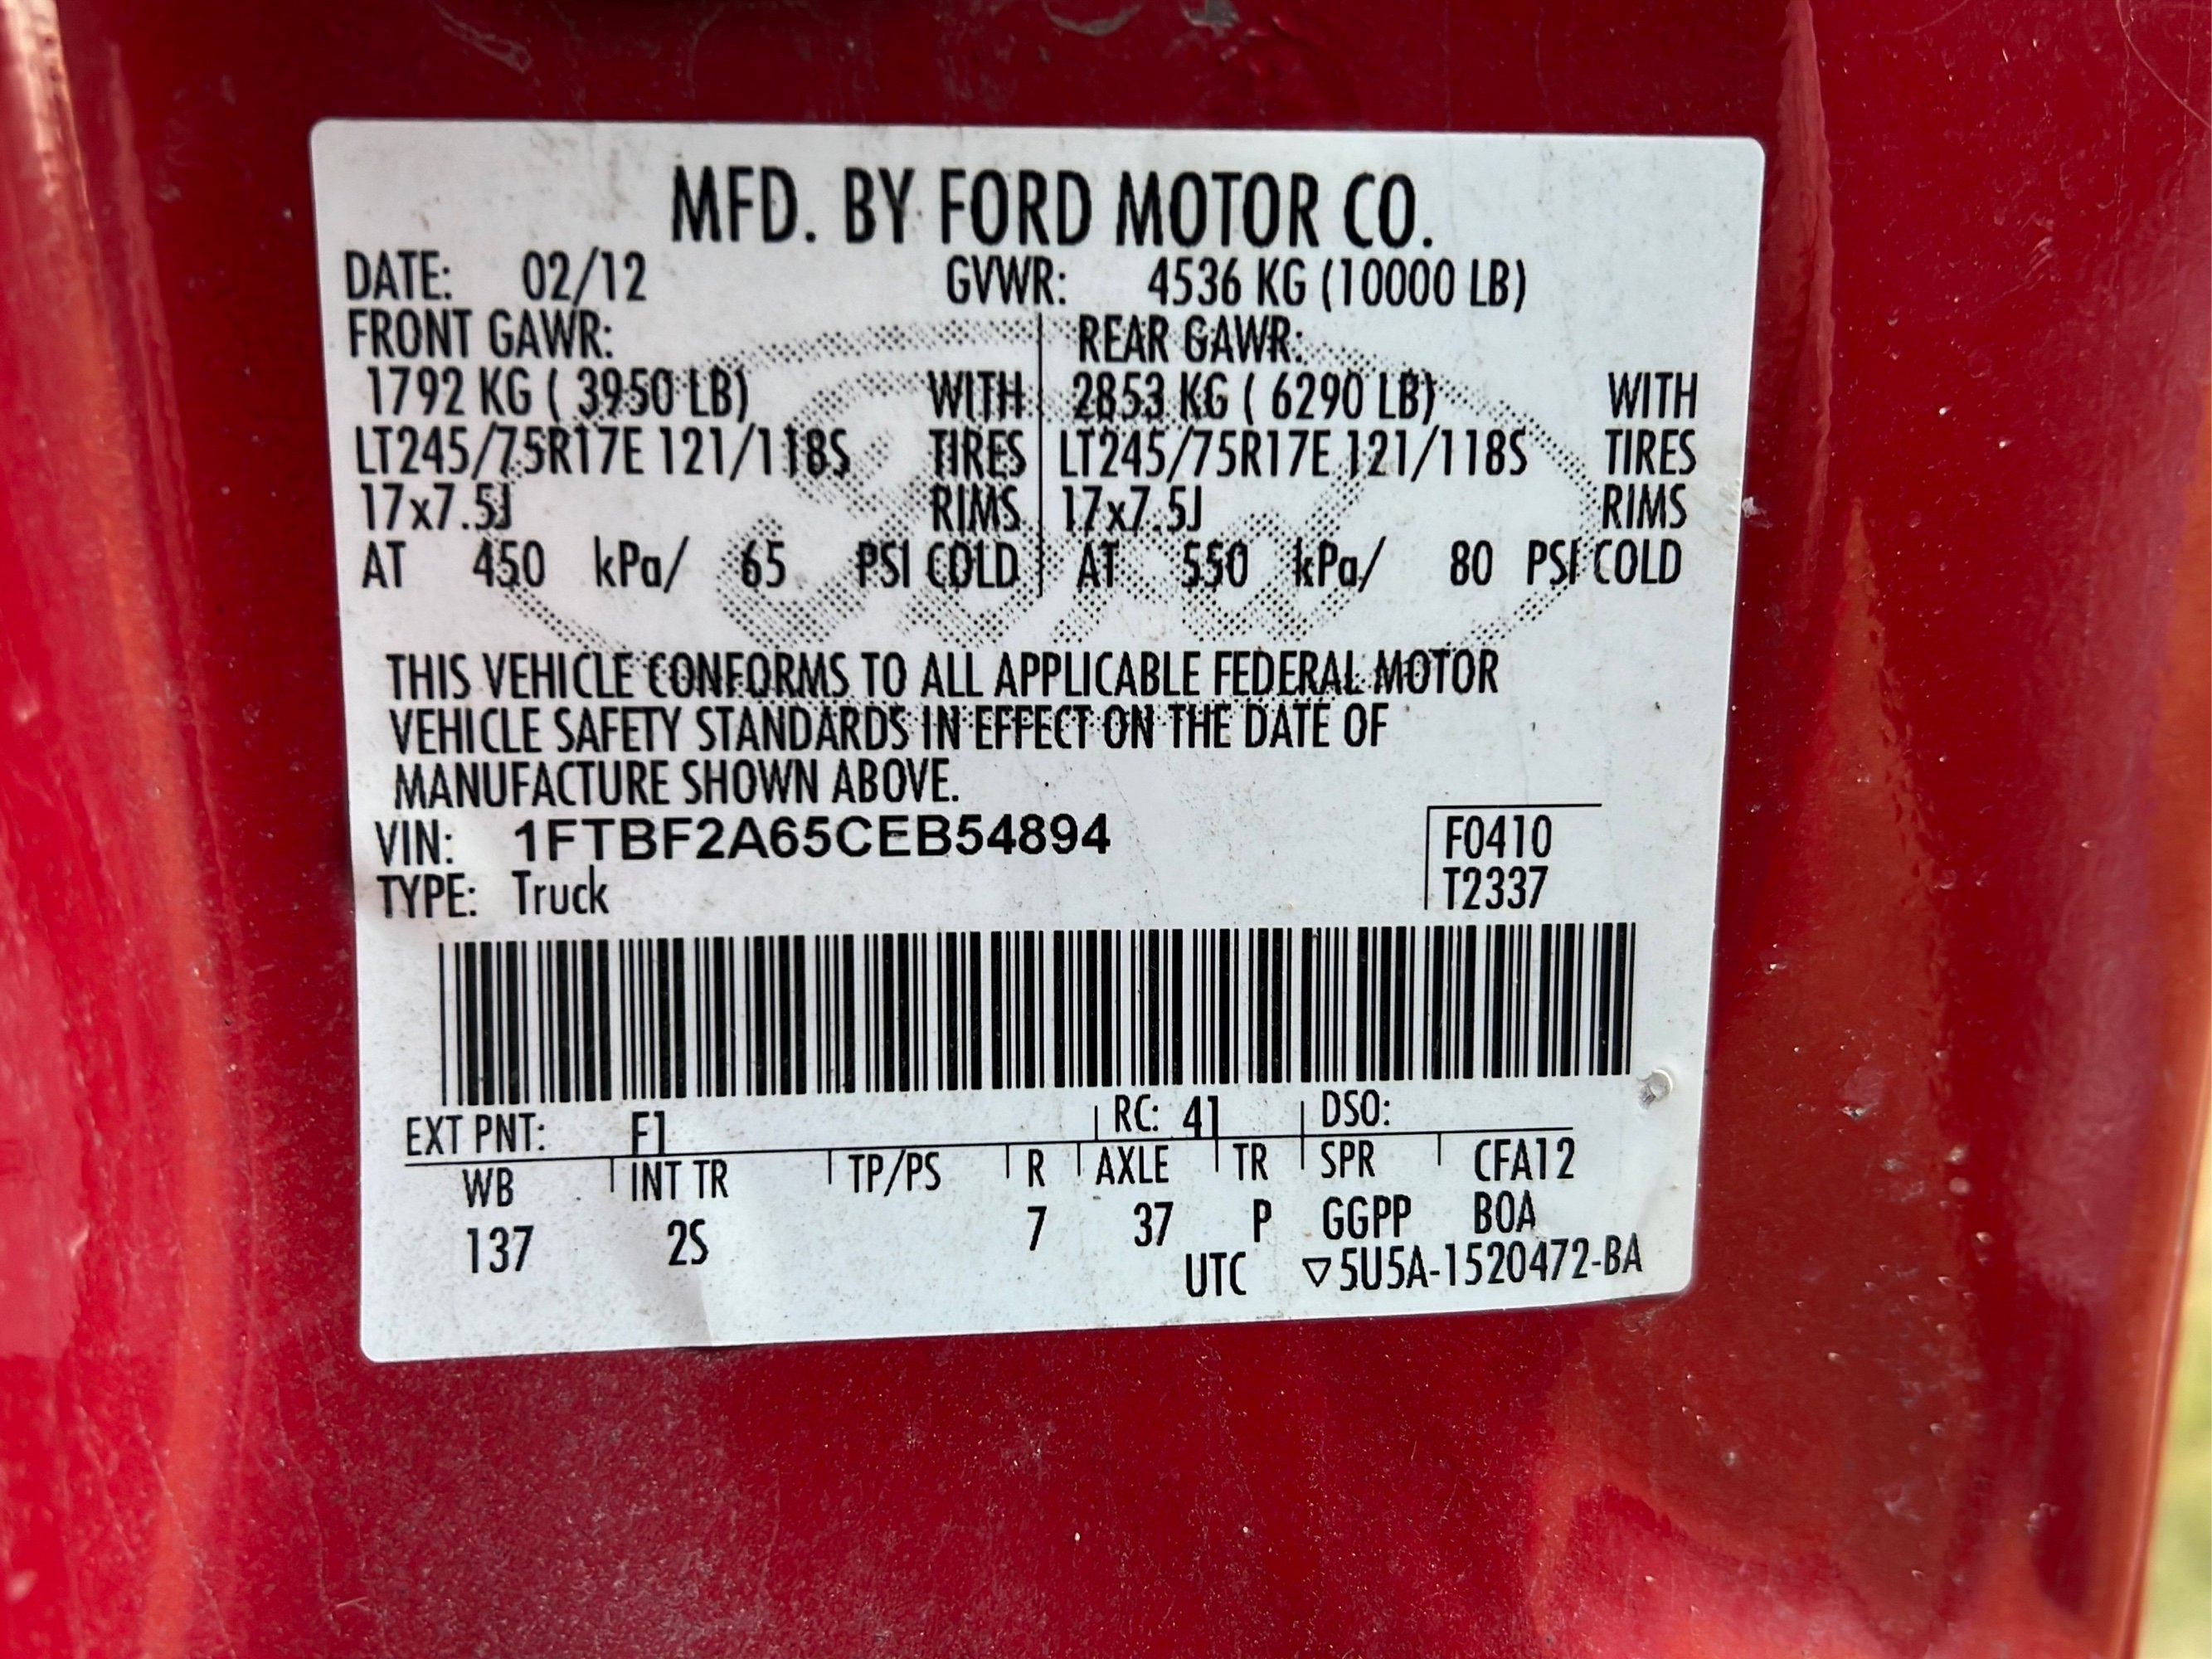 MFD. BY FORD MOTOR CO.
DATE: 02/12 GVWR: 4536 KG (10000 LB)
FRONT GAWR: REAR GAWR:
1792 KG ( 3950 LB) WITH 2853 KG ( 6290 LB) WITH
LT245/75R17E 121/118S TIRES LT245/75R17E 121/118S TIRES
17x7.5J RIMS 17x7.5J RIMS
AT 450 kPa/ 65 PSI COLD AT 550 kPa/ 80 PSI COLD
THIS VEHICLE CONFORMS TO ALL APPLICABLE FEDERAL MOTOR
VEHICLE SAFETY STANDARDS IN EFFECT ON THE DATE OF
MANUFACTURE SHOWN ABOVE.
VIN: 1FTBF2A65CEB54894 F0410
TYPE: Truck T2337
EXT PNT: F1 RC: 41 DSO:
WB INT TR TP/PS R AXLE TR SPR CFA12
137 2S 7 37 P GGPP BOA
UTC ▽5U5A-1520472-BA